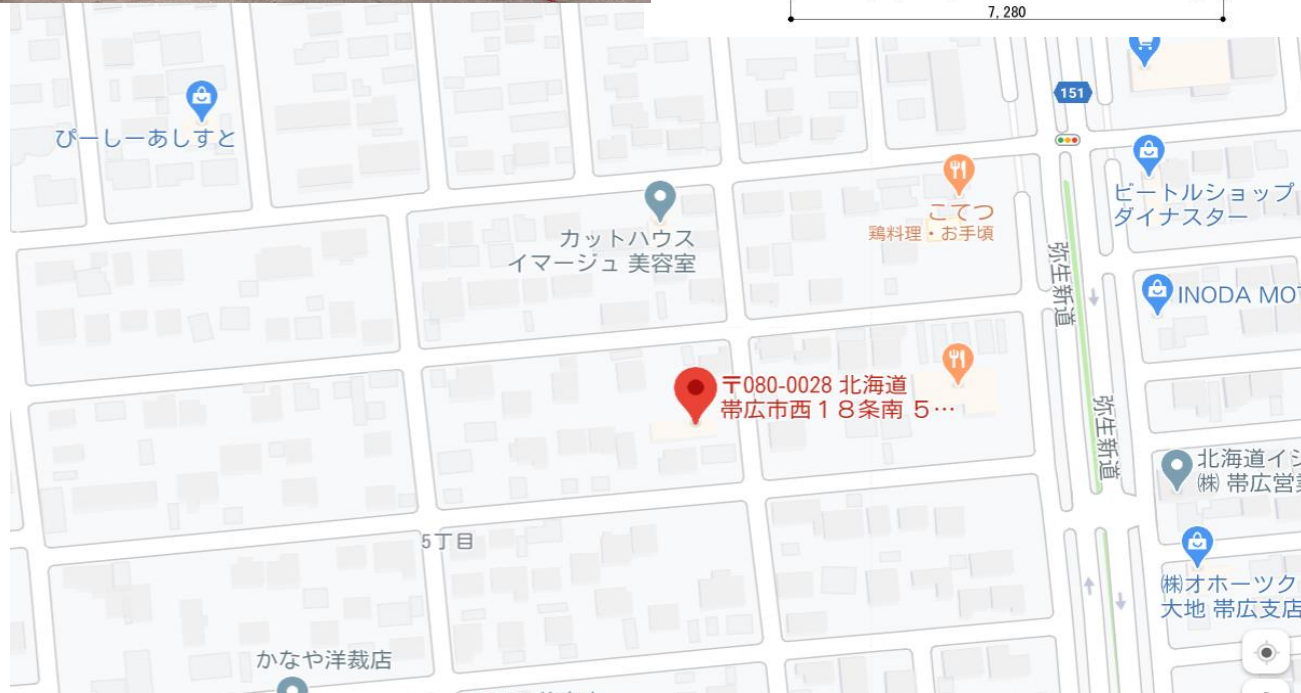 7,280
151
ぴーしーあしすと
ビートルショップ
ダイナスター
こてつ
鶏料理・お手頃
カットハウス
イマージュ 美容室
弥生新道
INODA MOT
〒080-0028 北海道
帯広市西18条南 5…
弥生新道
北海道イシ
㈱ 帯広営業
5丁目
㈱オホーツク
大地 帯広支店
かなや洋裁店